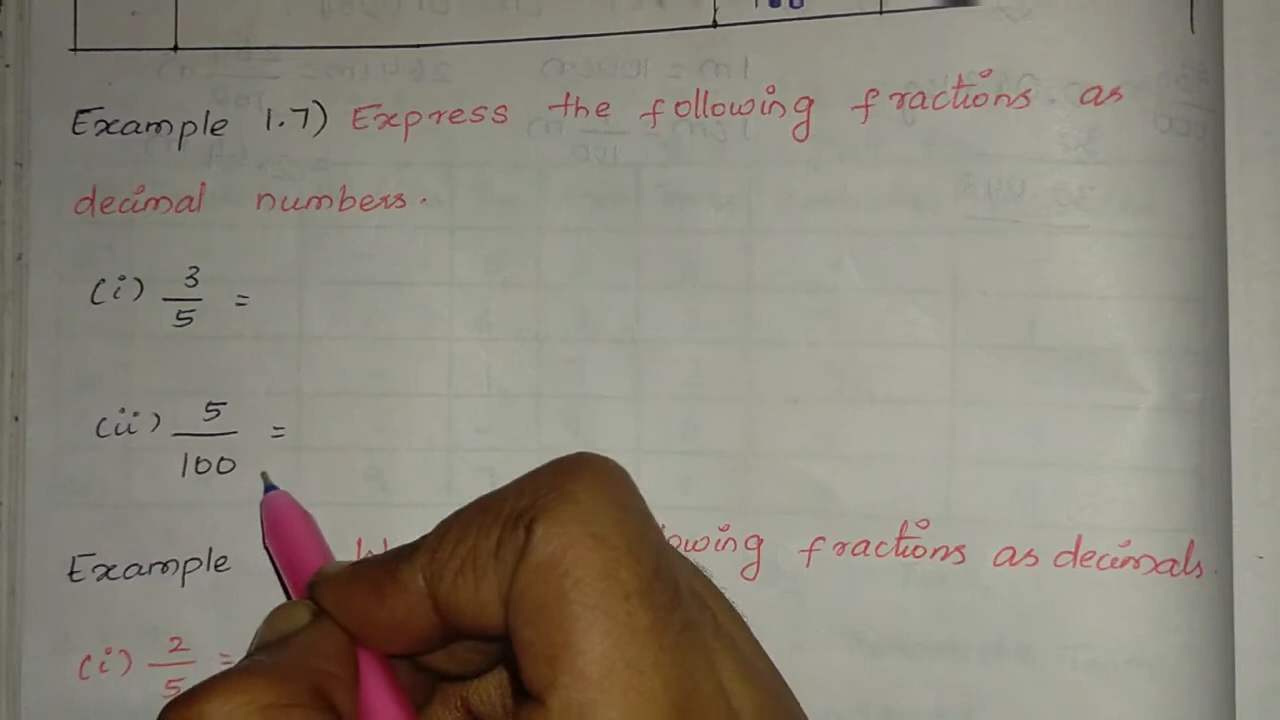 100
Example 1.7) Express the following fractions as
decimal numbers.
(i) 3/5 =
(ii) 5/100 =
Example fractions as decimals.
(i) 2/5 =